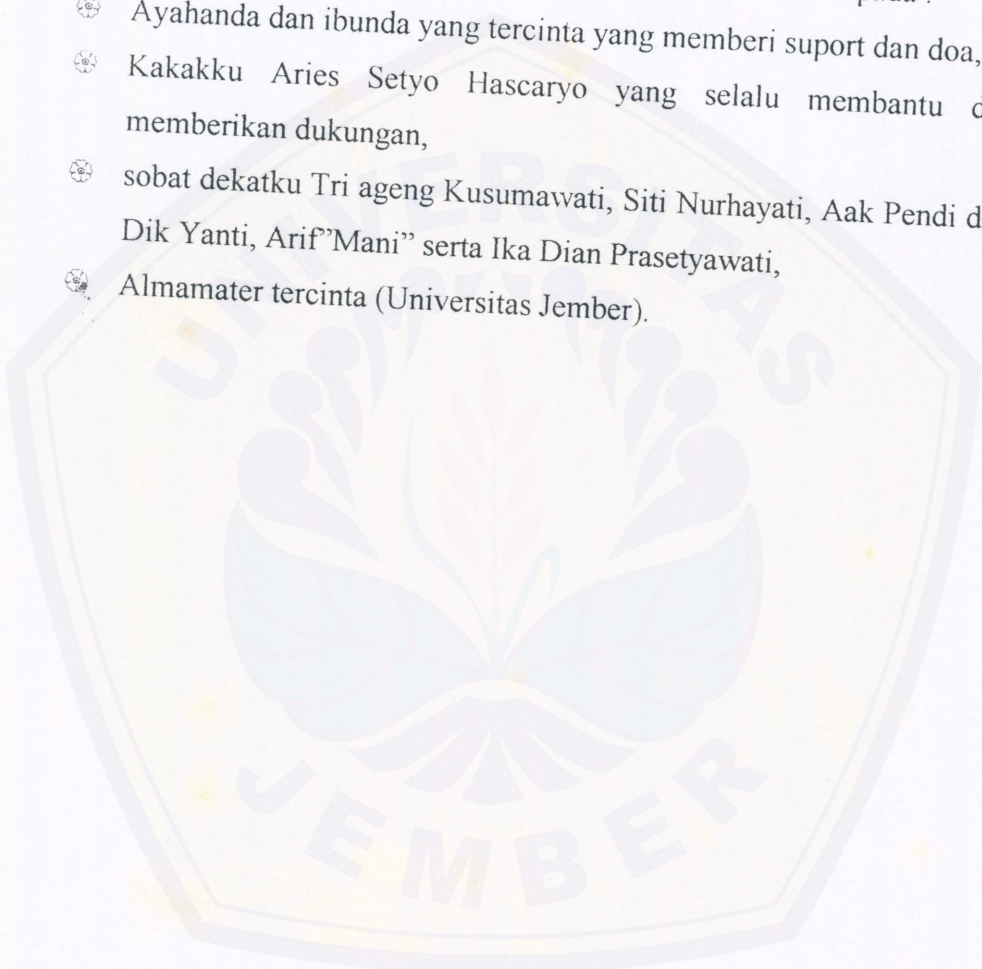 Ayahanda dan ibunda yang tercinta yang memberi suport dan doa,
Kakakku Aries Setyo Hascaryo yang selalu membantu
memberikan dukungan,
sobat dekatku Tri ageng Kusumawati, Siti Nurhayati, Aak Pendi
Dik Yanti, Arif”Mani” serta Ika Dian Prasetyawati,
Almamater tercinta (Universitas Jember).
UNIVERSITAS
JEMBER